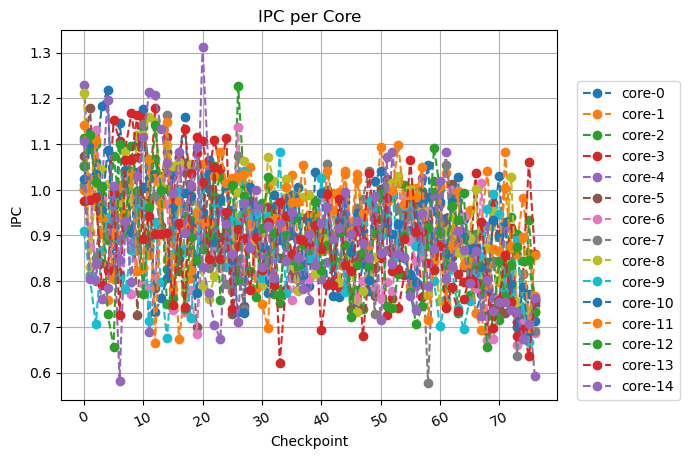 IPC per Core
IPC
1.3
1.2
1.1
1.0
0.9
0.8
0.7
0.6
0
10
20
30
40
50
60
70
Checkpoint
core-0
core-1
core-2
core-3
core-4
core-5
core-6
core-7
core-8
core-9
core-10
core-11
core-12
core-13
core-14